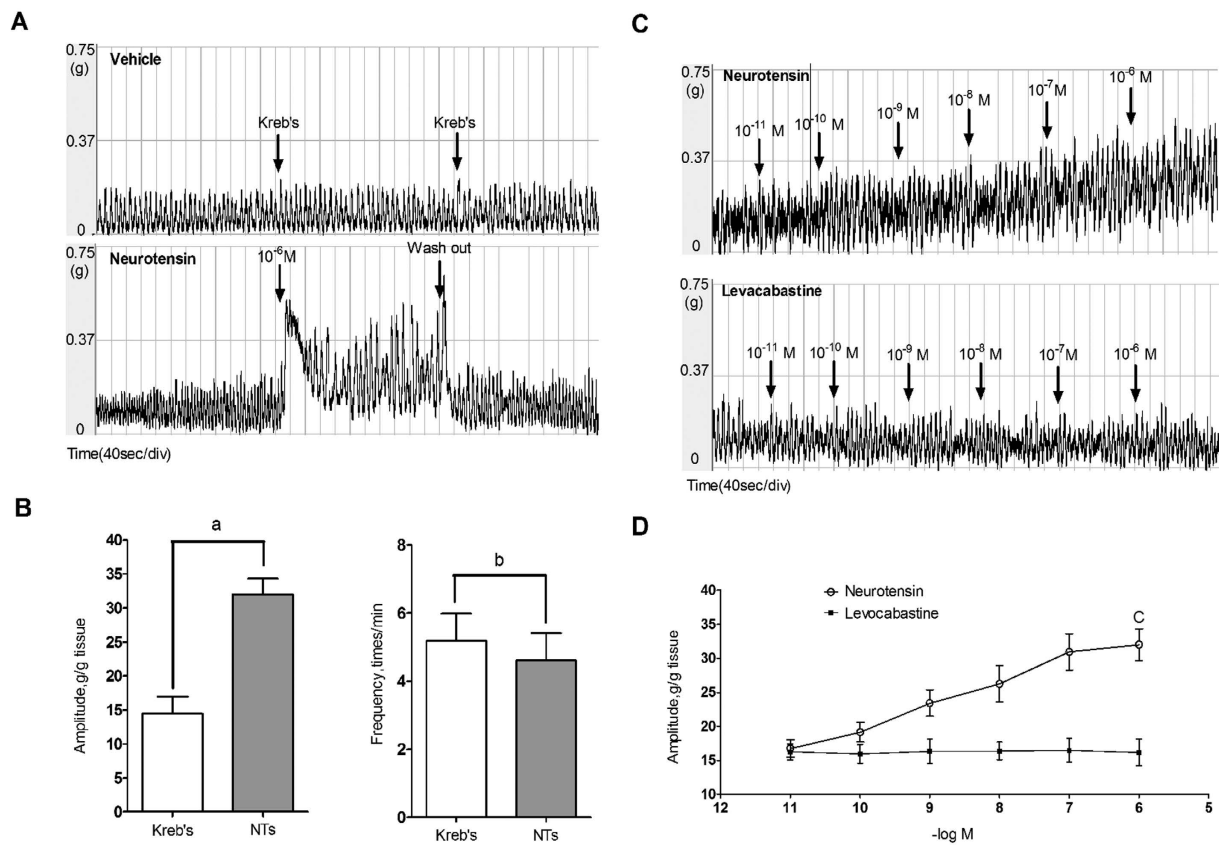 A
0.75
(g)
Vehicle
Kreb's
Kreb's
0.37
0
0.75
(g)
Neurotensin
10-6M
Wash out
0.37
0
Time(40sec/div)
C
0.75
(g)
Neurotensin
10-11 M
10-10 M
10-9 M
10-8 M
10-7 M
10-6 M
0.37
0
0.75
(g)
Levacabastine
10-11 M
10-10 M
10-9 M
10-8 M
10-7 M
10-6 M
0.37
0
Time(40sec/div)
B
a
40
35
30
25
20
15
10
5
0
Amplitude,g/g tissue
Kreb's
NTs
b
8
6
4
2
0
Frequency,times/min
Kreb's
NTs
D
Neurotensin
Levocabastine
C
40
35
30
25
20
15
10
Amplitude,g/g tissue
12
11
10
9
8
7
6
5
-log M